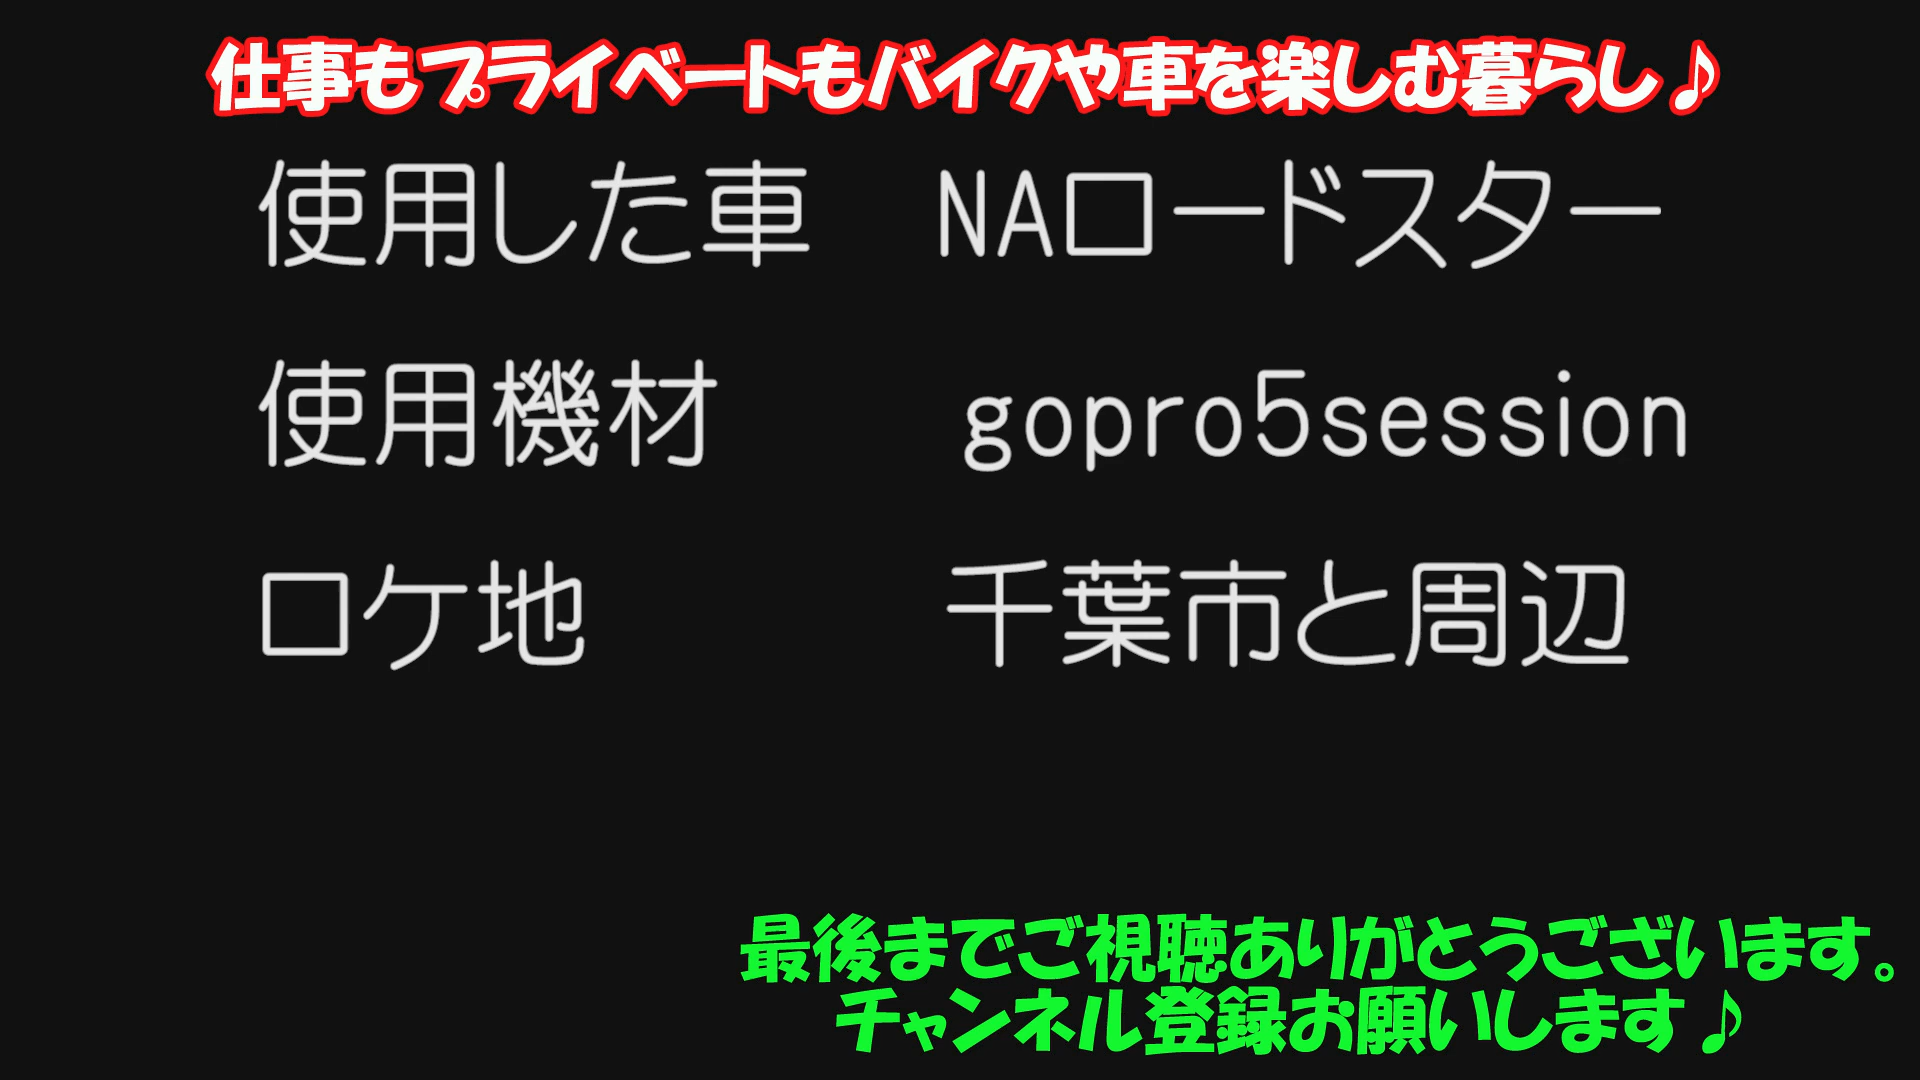 仕事もプライベートもバイクや車を楽しむ暮らし♪
使用した車 NAロードスター
使用機材 gopro5session
ロケ地 千葉市と周辺
最後までご視聴ありがとうございます。
チャンネル登録お願いします♪